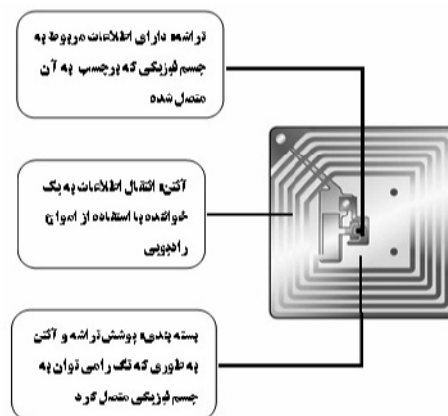 تراشه: دارای اطلاعات مربوط به
جسم فیزیکی که برچسب به آن
متصل شده
آنتن: انتقال اطلاعات به یک
خواننده با استفاده از امواج
رادیویی
بسته بندی: پوشش تراشه و آنتن
به طوری که تگ را می توان به
جسم فیزیکی متصل کرد